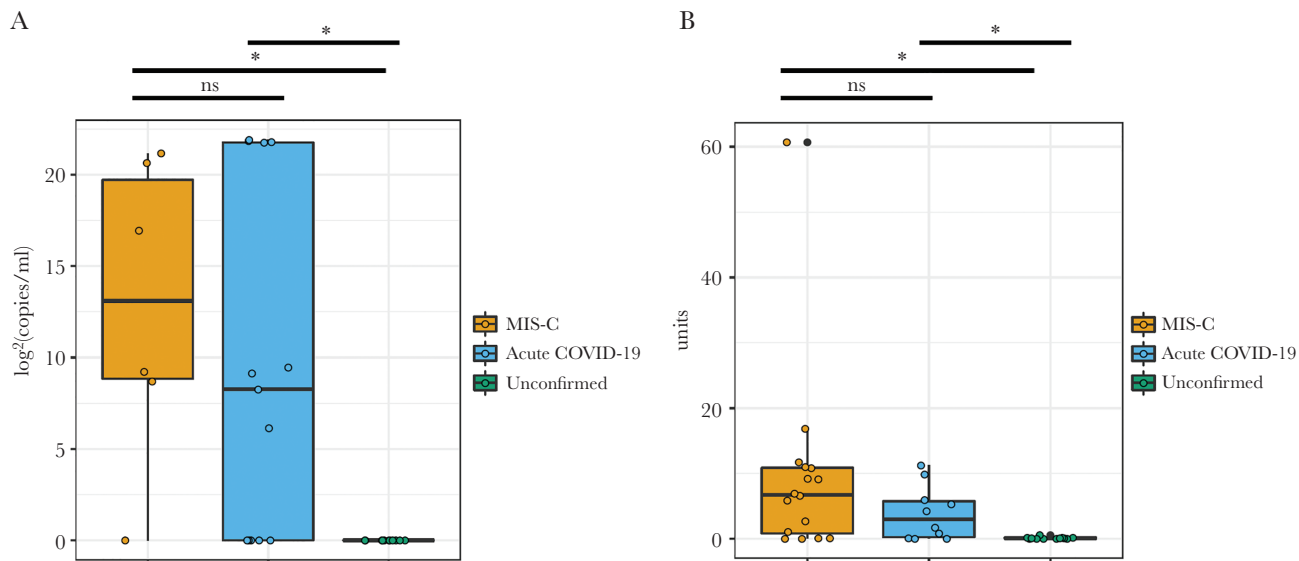 A
*
*
ns
20
15
10
5
0
log²(copies/ml)
MIS-C
Acute COVID-19
Unconfirmed
B
*
*
ns
60
40
20
0
units
MIS-C
Acute COVID-19
Unconfirmed